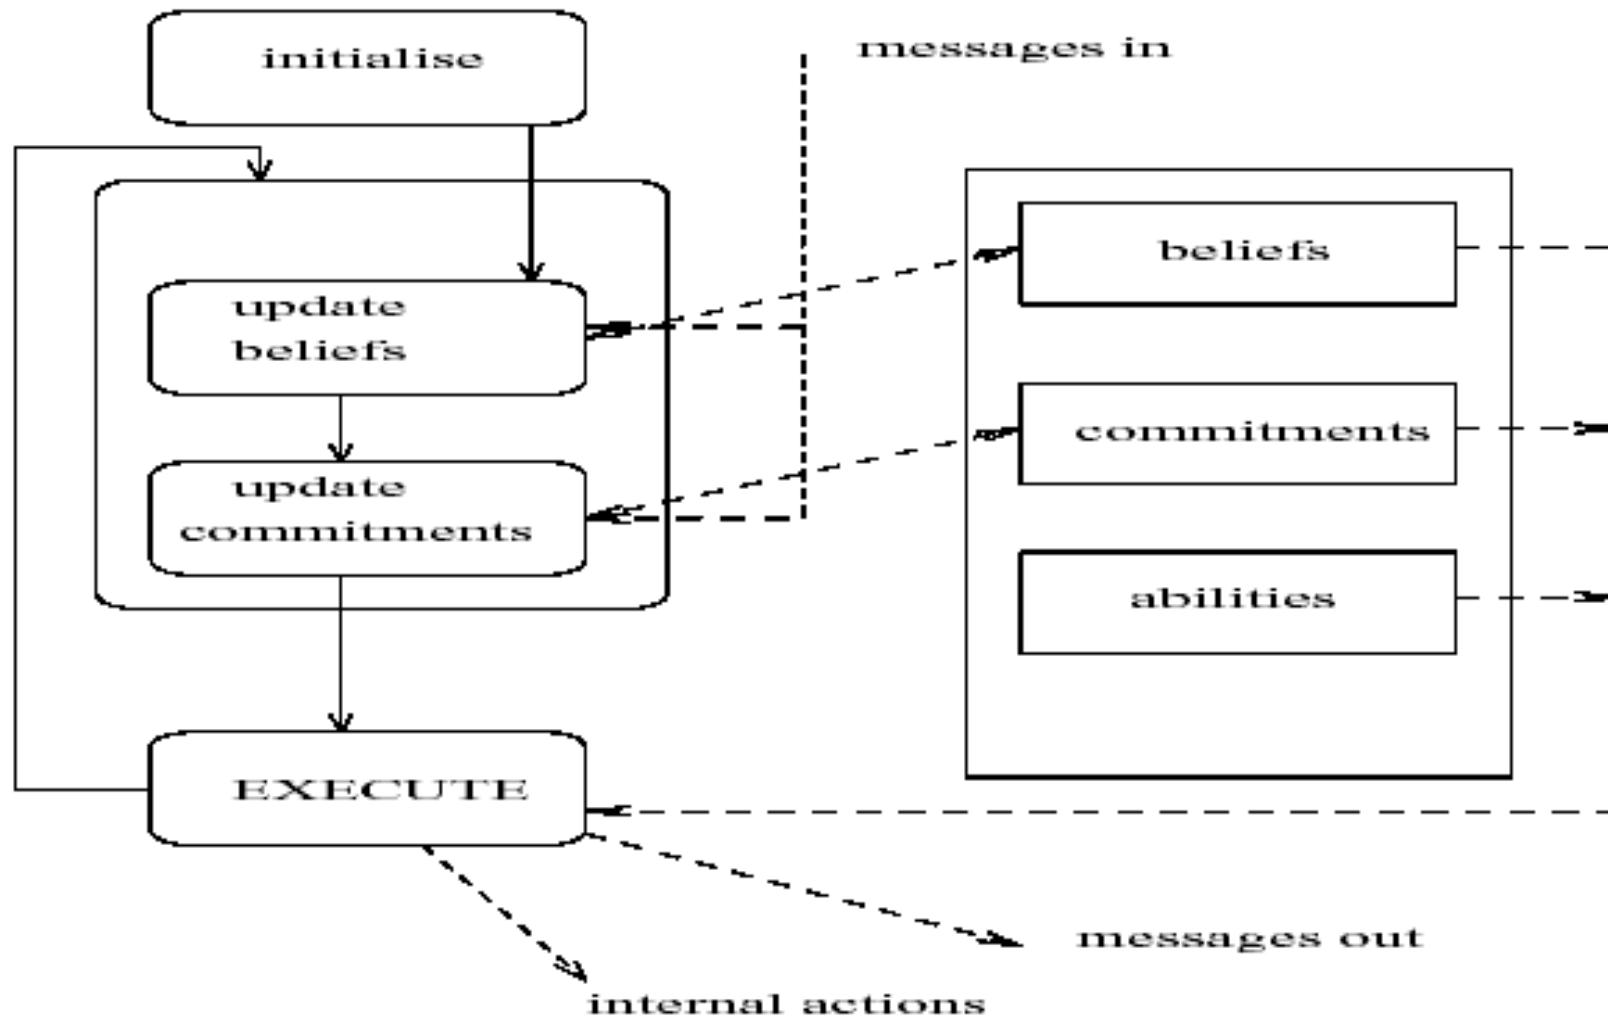 initialise
messages in
update
beliefs
update
commitments
EXECUTE
beliefs
commitments
abilities
messages out
internal actions